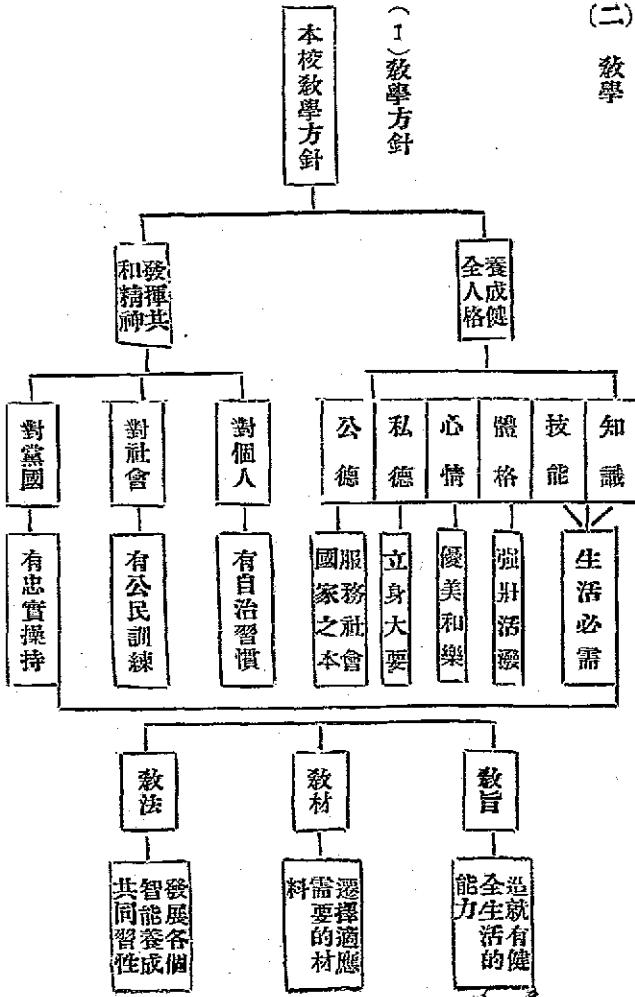 (二) 教學
(I)教學方針
本校教學方針
養成健
全人格
發揮共
和精神
知識
技能
體格
心情
私德
公德
對個人
對社會
對黨國
生活必需
强壯活潑
優美和樂
立身大要
服務社會
國家之本
有自治習慣
有公民訓練
有忠實操持
教旨
教材
教法
造就有健
全生活的
能力
選擇適應
需要的材
料
發展各個
智能養成
共同習性